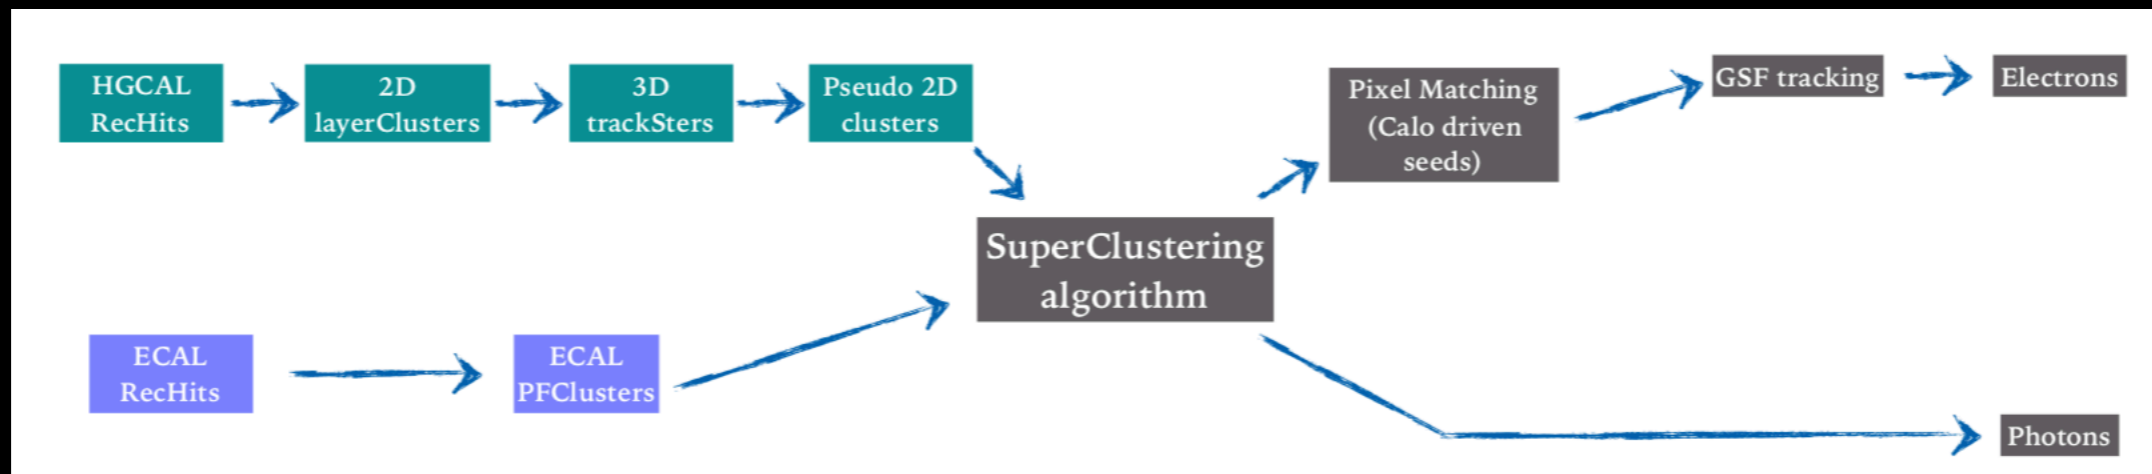 HGCAL
RecHits
2D
layerClusters
3D
trackSters
Pseudo 2D
clusters
Pixel Matching
(Calo driven
seeds)
GSF tracking
Electrons
SuperClustering
algorithm
ECAL
RecHits
ECAL
PFClusters
Photons